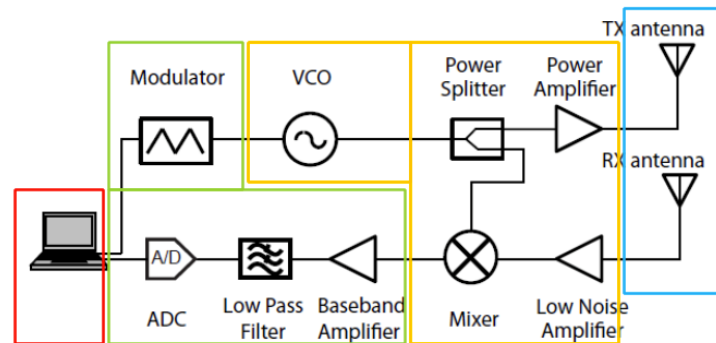 TX antenna
Modulator
VCO
Power
Splitter
Power
Amplifier
RX antenna
A/D
ADC
Low Pass
Filter
Baseband
Amplifier
Mixer
Low Noise
Amplifier